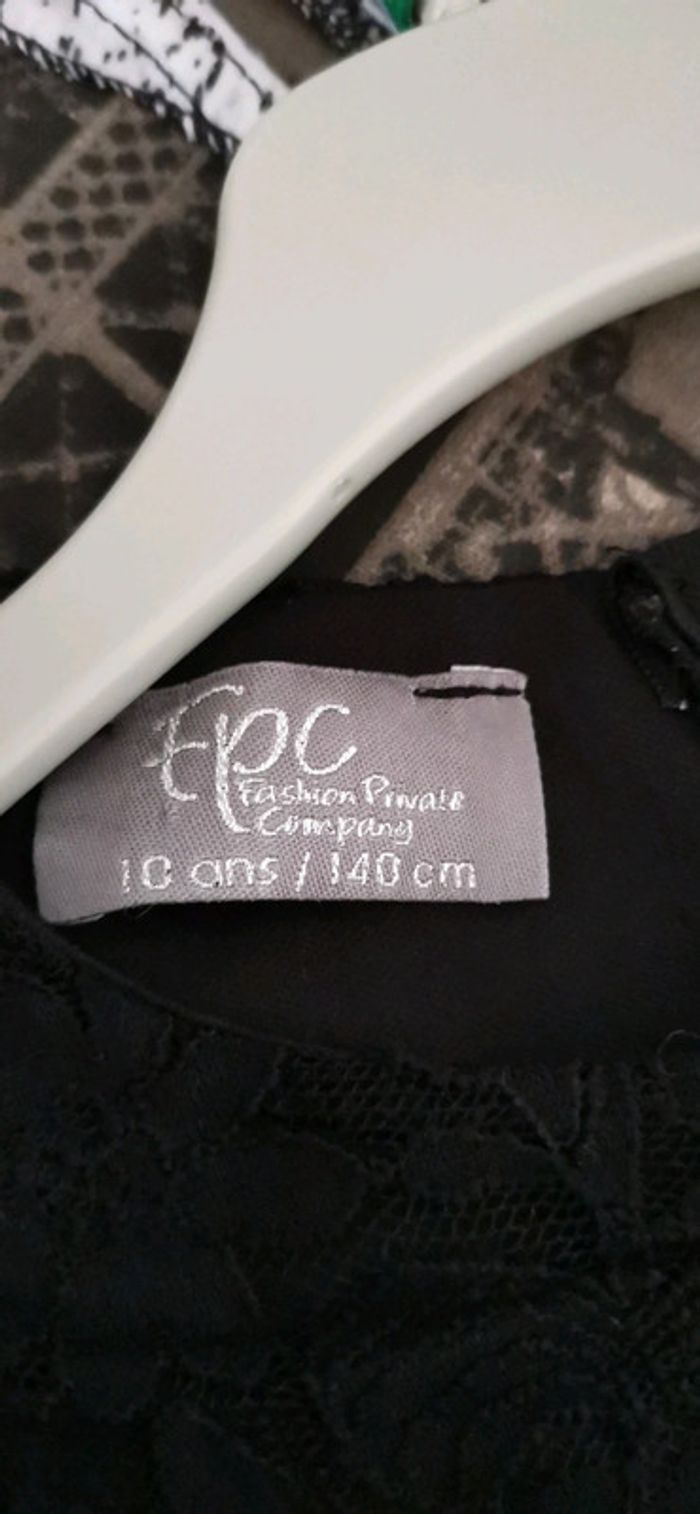 Fpc
Fashion Private
Company
10 ans / 140 cm